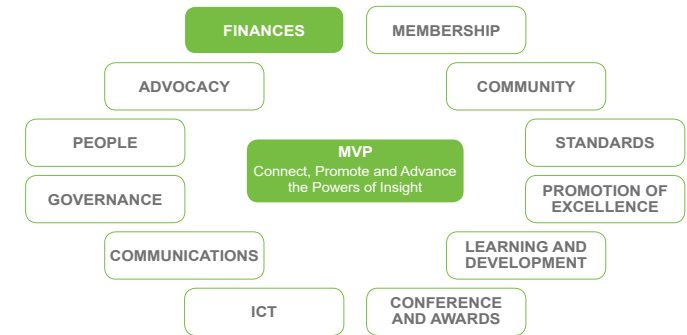 FINANCES
MEMBERSHIP
ADVOCACY
COMMUNITY
PEOPLE
MVP
Connect, Promote and Advance
the Powers of Insight
STANDARDS
GOVERNANCE
PROMOTION OF
EXCELLENCE
COMMUNICATIONS
LEARNING AND
DEVELOPMENT
ICT
CONFERENCE
AND AWARDS